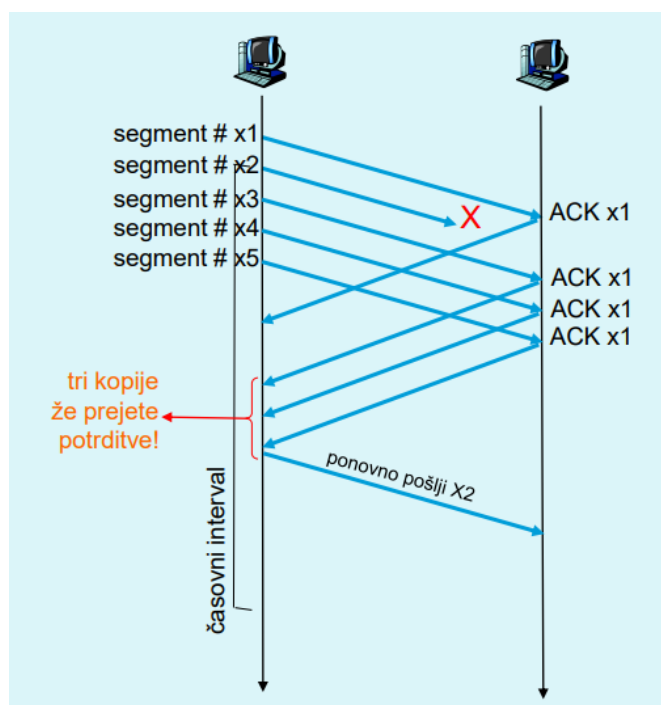 segment # x1
segment # x2
segment # x3
segment # x4
segment # x5
X
ACK x1
ACK x1
ACK x1
ACK x1
tri kopije
že prejete
potrditve!
ponovno pošlji X2
časovni interval